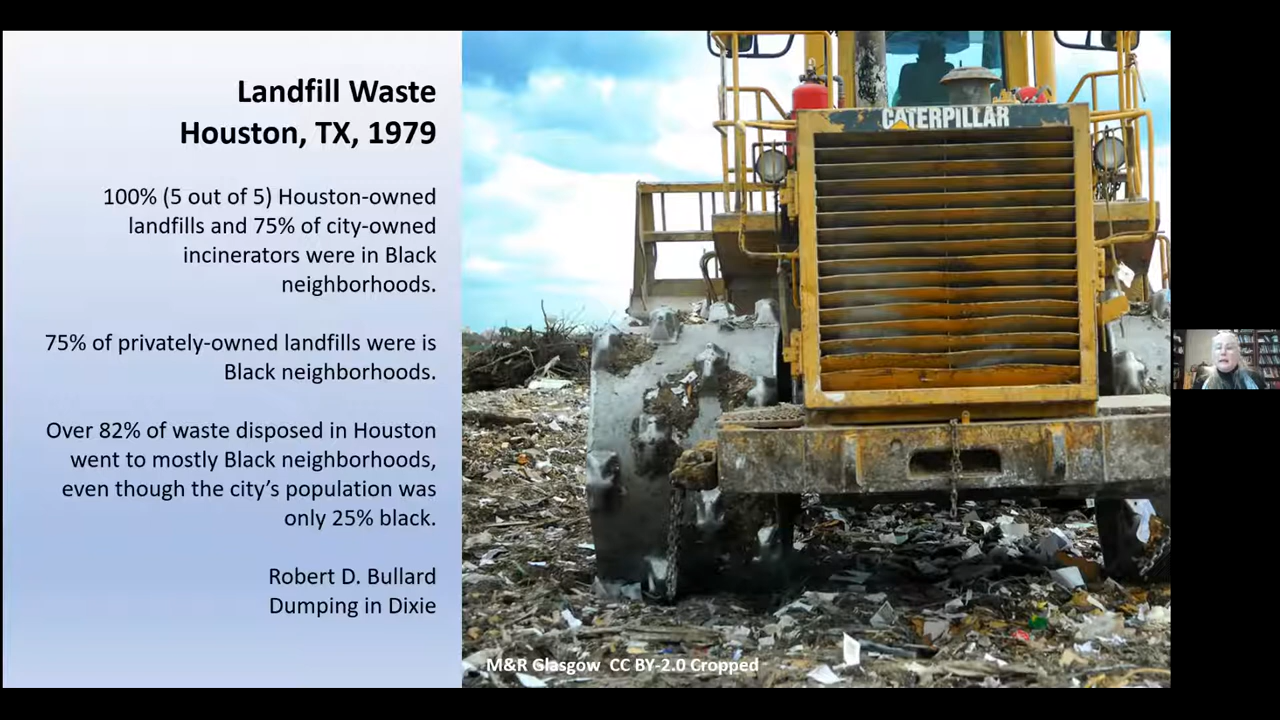 Landfill Waste
Houston, TX, 1979
100% (5 out of 5) Houston-owned
landfills and 75% of city-owned
incinerators were in Black
neighborhoods.
75% of privately-owned landfills were is
Black neighborhoods.
Over 82% of waste disposed in Houston
went to mostly Black neighborhoods,
even though the city's population was
only 25% black.
Robert D. Bullard
Dumping in Dixie
CATERPILLAR
M&R Glasgow CC BY-2.0 Cropped